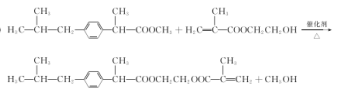 CH₃ CH₃ CH₃
H₃C—CH—CH₂— —CH—COOCH₃ + H₂C=C—COOCH₂CH₂OH 催化剂 △
CH₃ CH₃ CH₃
H₃C—CH—CH₂— —CH—COOCH₂CH₂OOC—C=CH₂ + CH₃OH